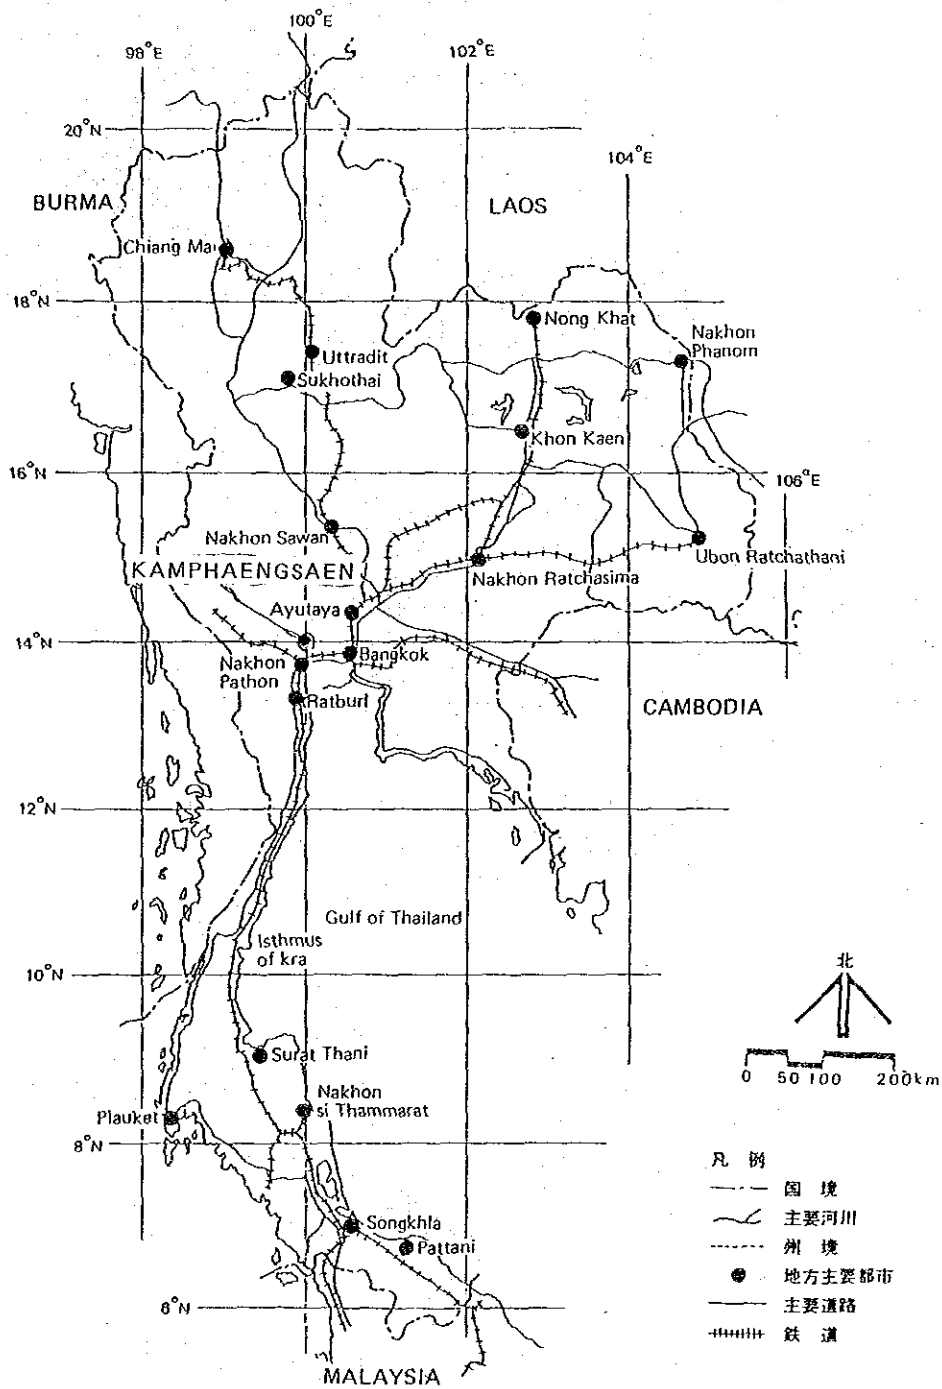 100°E
98°E
102°E
20°N
104°E
BURMA
LAOS
Chiang Mai
18°N
Nong Khat
Nakhon
Phanom
Uttradit
Sukhothai
Khon Kaen
16°N
106°E
Nakhon Sawan
Ubon Ratchathani
KAMPHAENGSAEN
Nakhon Ratchasima
Ayutaya
14°N
Bangkok
Nakhon
Pathon
Ratburi
CAMBODIA
12°N
Gulf of Thailand
Isthmus
of kra
北
10°N
Surat Thani
0 50 100 200km
Nakhon
si Thammarat
Plauket
8°N
凡 例
国 境
Songkhla
主要河川
Pattani
州 境
地方主要都市
8°N
主要道路
鉄 道
MALAYSIA